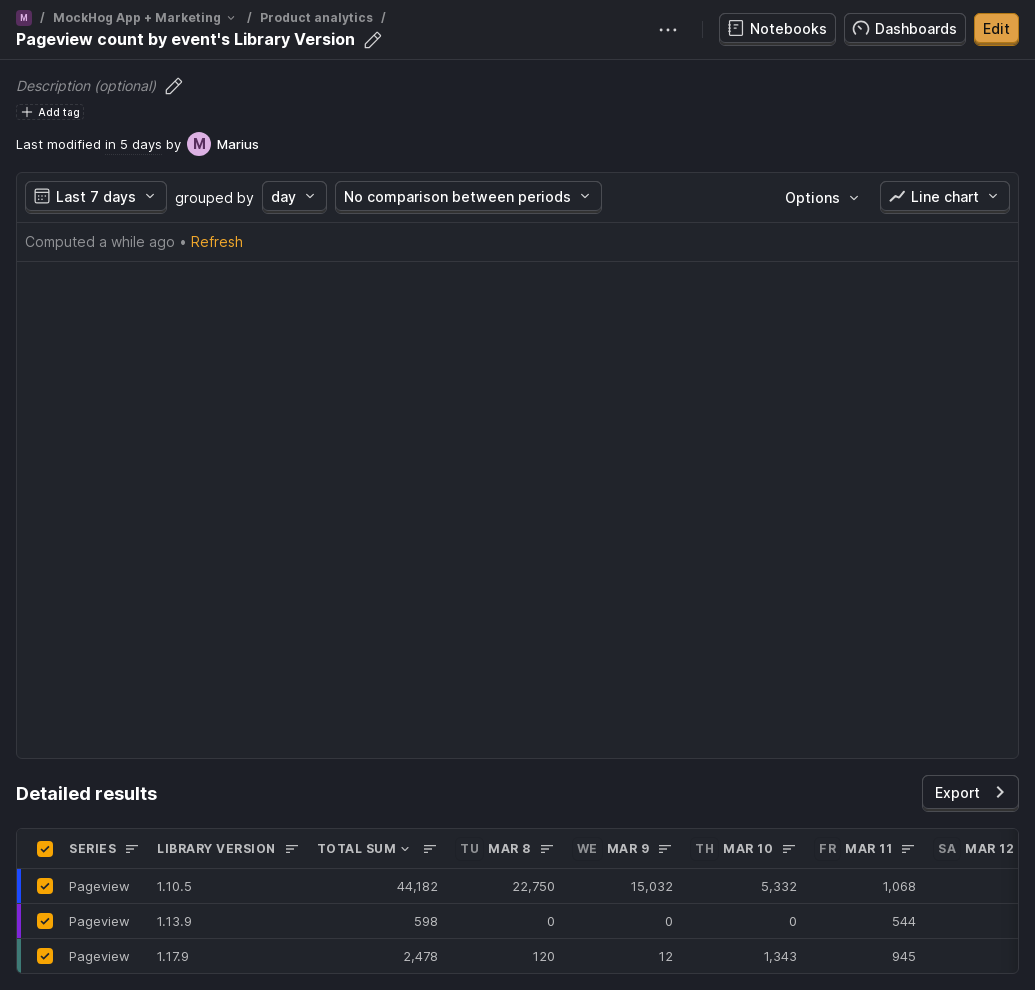 M / MockHog App + Marketing / Product analytics /
Pageview count by event's Library Version
Notebooks Dashboards Edit
Description (optional)
Add tag
Last modified in 5 days by M Marius
Last 7 days grouped by day No comparison between periods Options Line chart
Computed a while ago • Refresh
Detailed results
Export
SERIES LIBRARY VERSION TOTAL SUM TU MAR 8 WE MAR 9 TH MAR 10 FR MAR 11 SA MAR 12
Pageview 1.10.5 44,182 22,750 15,032 5,332 1,068
Pageview 1.13.9 598 0 0 0 544
Pageview 1.17.9 2,478 120 12 1,343 945